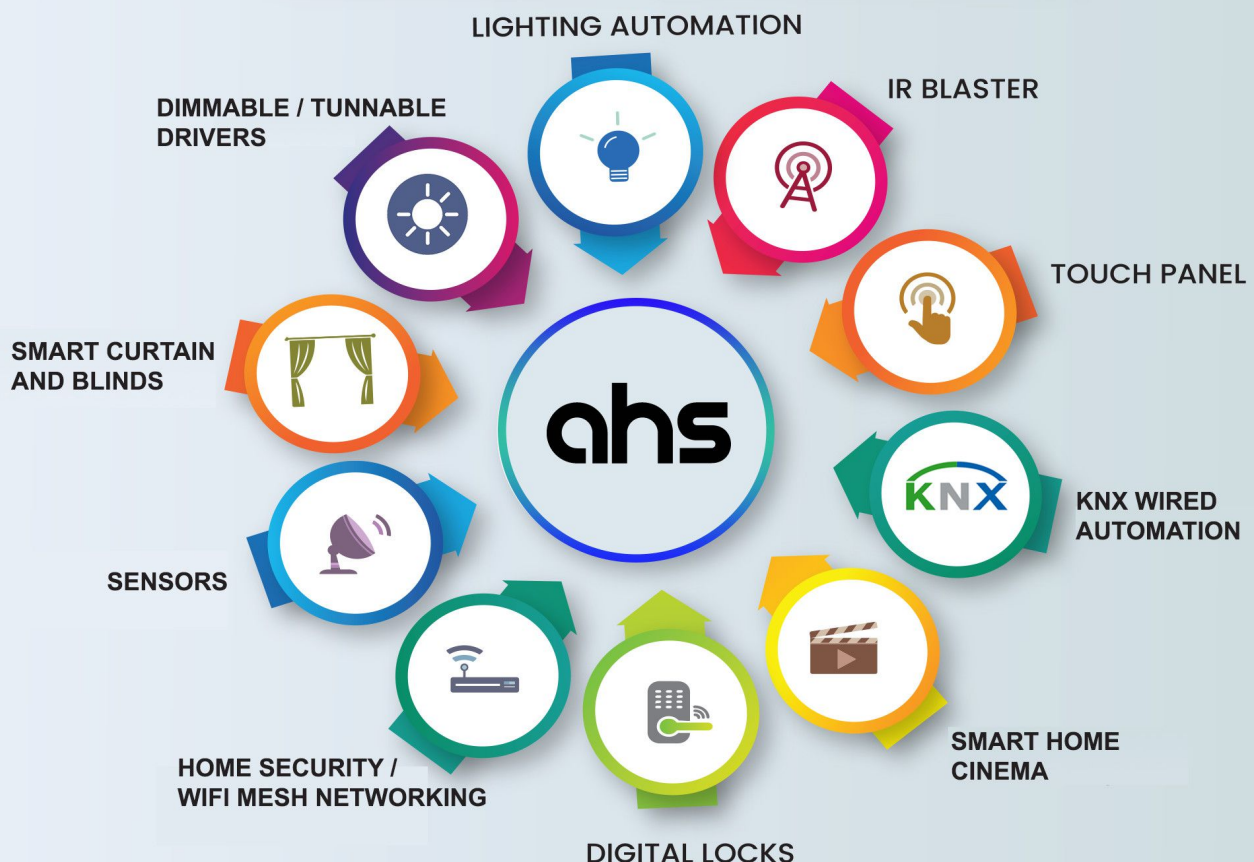 LIGHTING AUTOMATION
IR BLASTER
DIMMABLE / TUNNABLE
DRIVERS
TOUCH PANEL
SMART CURTAIN
AND BLINDS
ahs
KNX
KNX WIRED
AUTOMATION
SENSORS
SMART HOME
CINEMA
HOME SECURITY /
WIFI MESH NETWORKING
DIGITAL LOCKS